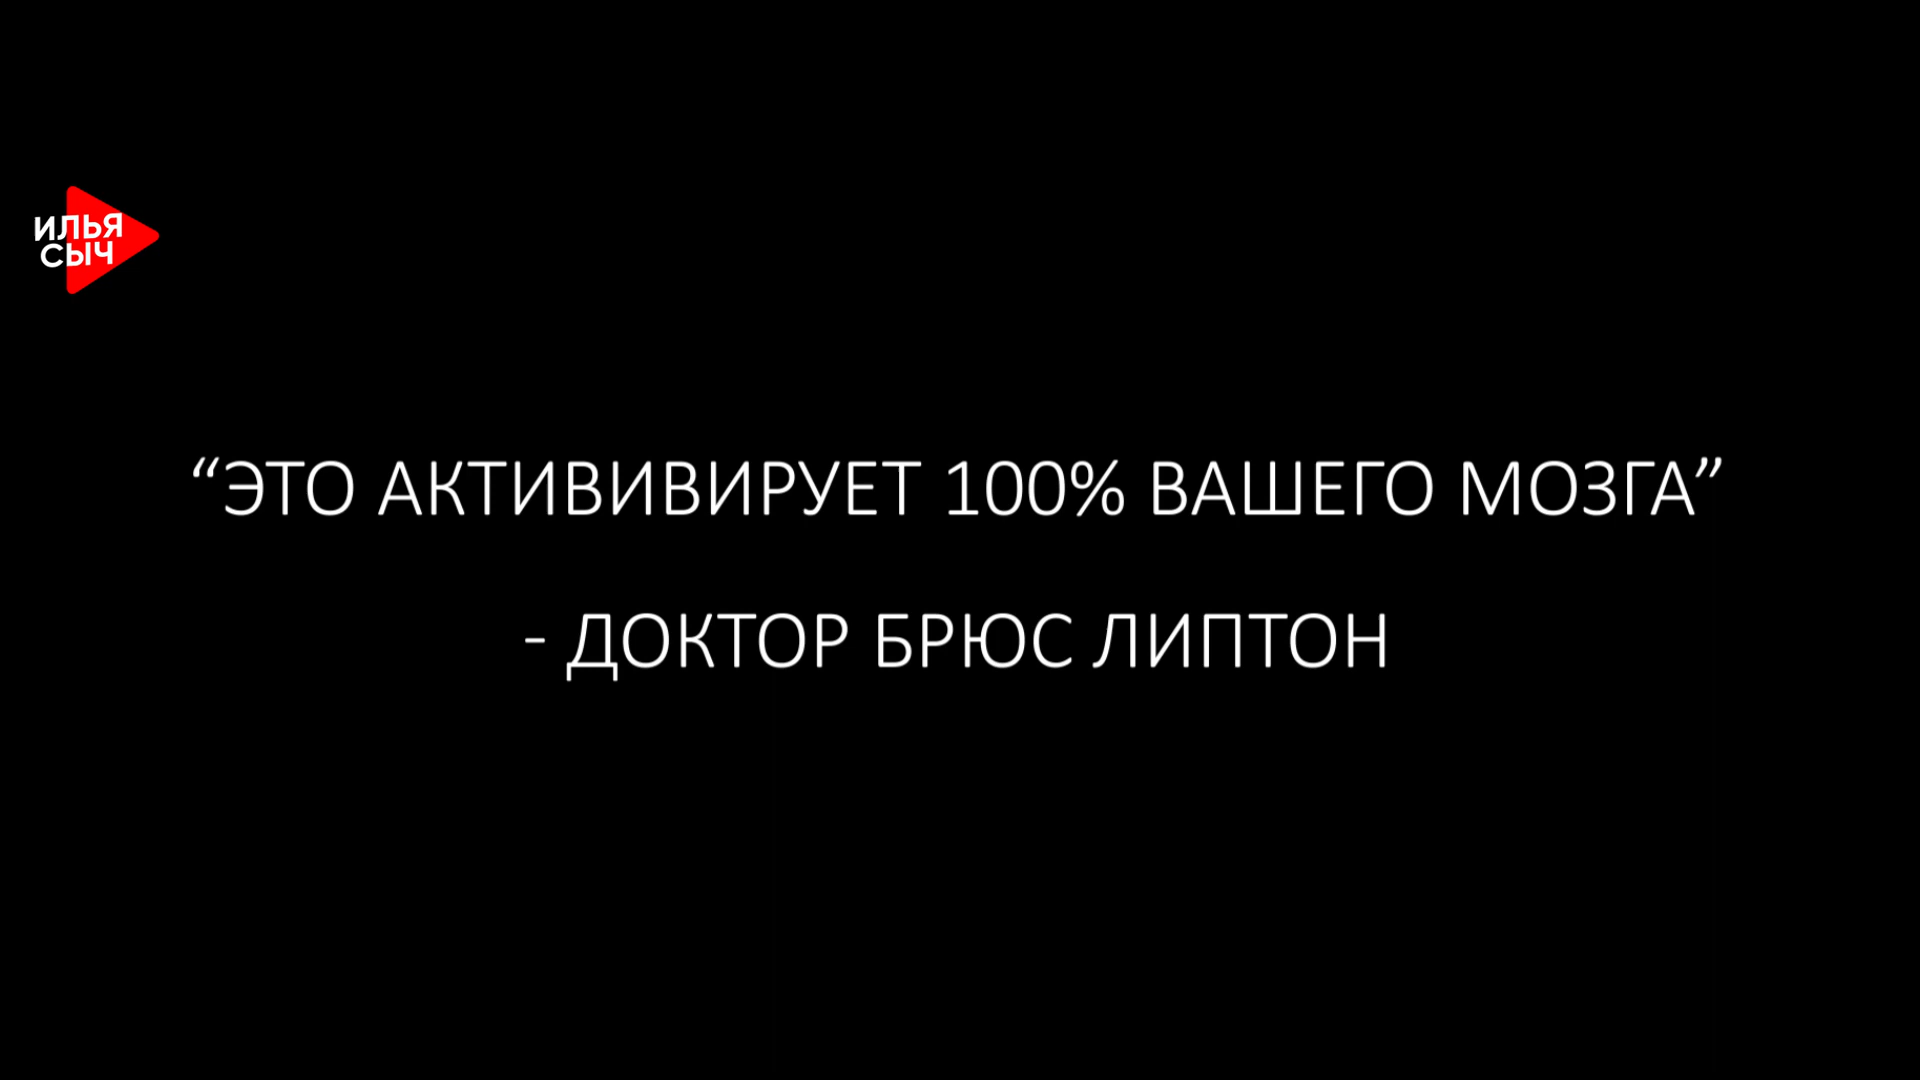 ИЛЬЯ
СЫЧ
“ЭТО АКТИВИВИРУЕТ 100% ВАШЕГО МОЗГА”
- ДОКТОР БРЮС ЛИПТОН